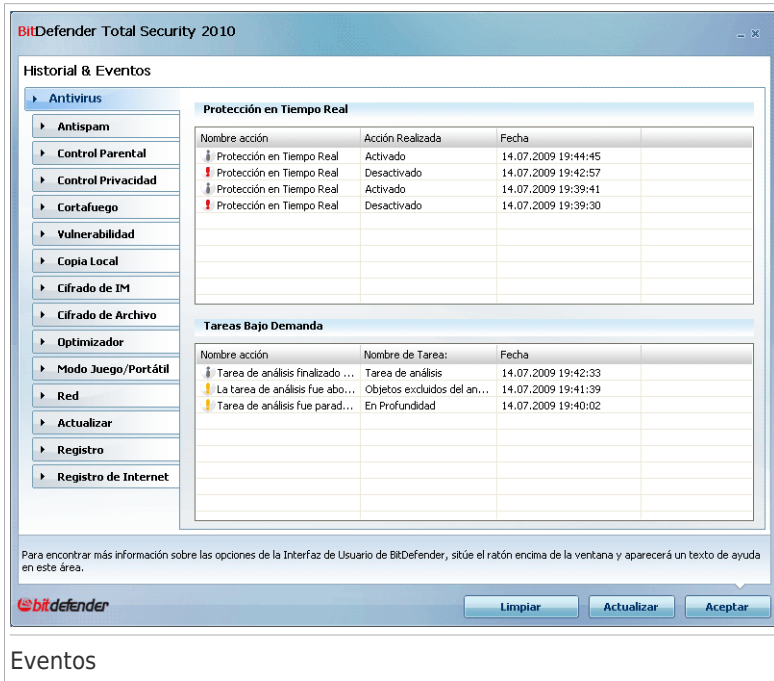 BitDefender Total Security 2010
Historial & Eventos
Antivirus
Antispam
Control Parental
Control Privacidad
Cortafuego
Vulnerabilidad
Copia Local
Cifrado de IM
Cifrado de Archivo
Optimizador
Modo Juego/Portátil
Red
Actualizar
Registro
Registro de Internet
Protección en Tiempo Real
Nombre acción Acción Realizada Fecha
Protección en Tiempo Real Activado 14.07.2009 19:44:45
Protección en Tiempo Real Desactivado 14.07.2009 19:42:57
Protección en Tiempo Real Activado 14.07.2009 19:39:41
Protección en Tiempo Real Desactivado 14.07.2009 19:39:30
Tareas Bajo Demanda
Nombre acción Nombre de Tarea: Fecha
Tarea de análisis finalizado ... Tarea de análisis 14.07.2009 19:42:33
La tarea de análisis fue abo... Objetos excluidos del an... 14.07.2009 19:41:39
Tarea de análisis fue parad... En Profundidad 14.07.2009 19:40:02
Para encontrar más información sobre las opciones de la Interfaz de Usuario de BitDefender, sitúe el ratón encima de la ventana y aparecerá un texto de ayuda
en este área.
bitdefender
Limpiar Actualizar Aceptar
Eventos